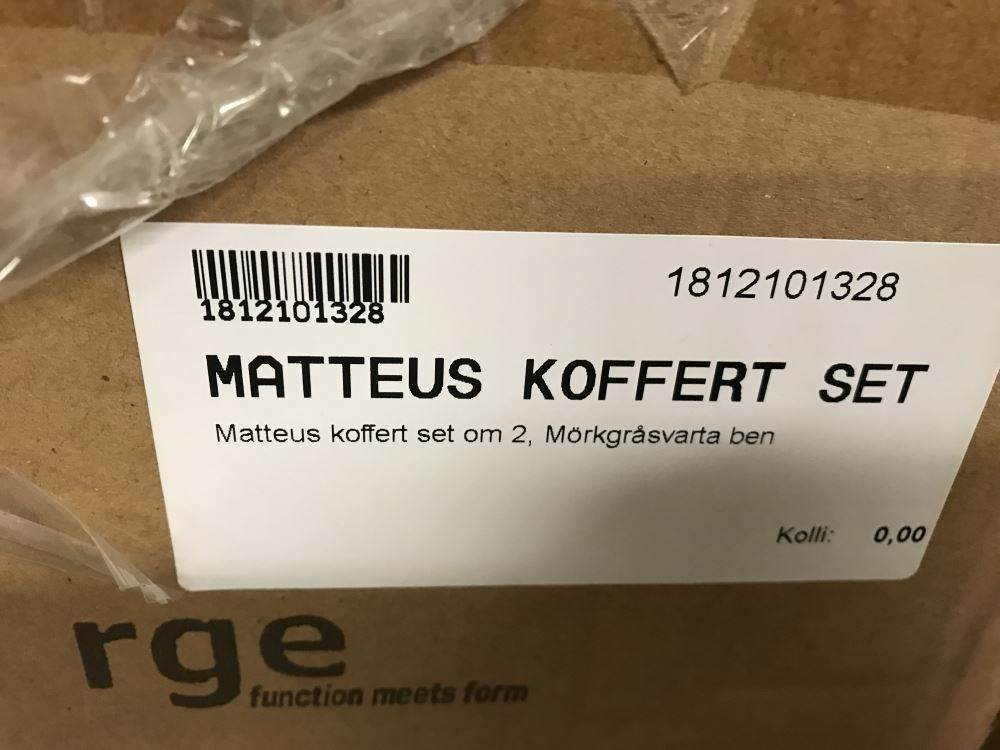 1812101328
1812101328
MATTEUS KOFFERT SET
Matteus koffert set om 2, Mörkgråsvarta ben
Kolli: 0,00
rge
function meets form